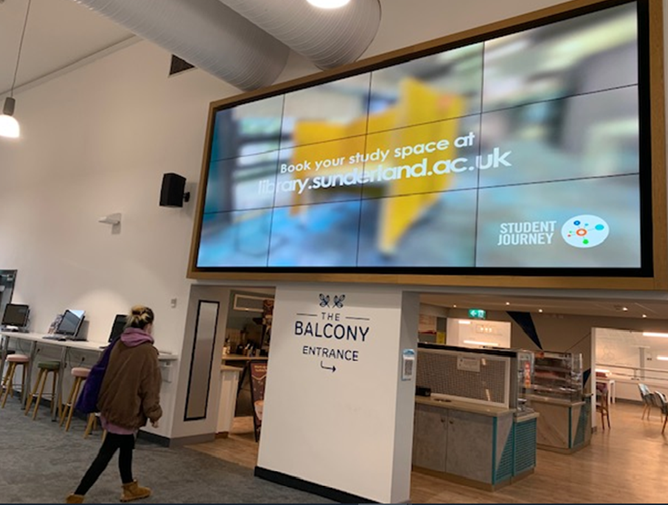 Book your study space at
library.sunderland.ac.uk
STUDENT
JOURNEY
THE
BALCONY
ENTRANCE